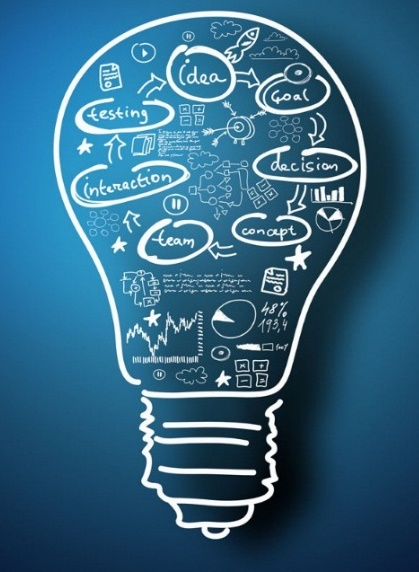 idea
Goal
testing
decision
interaction
concept
team
48%
193,4